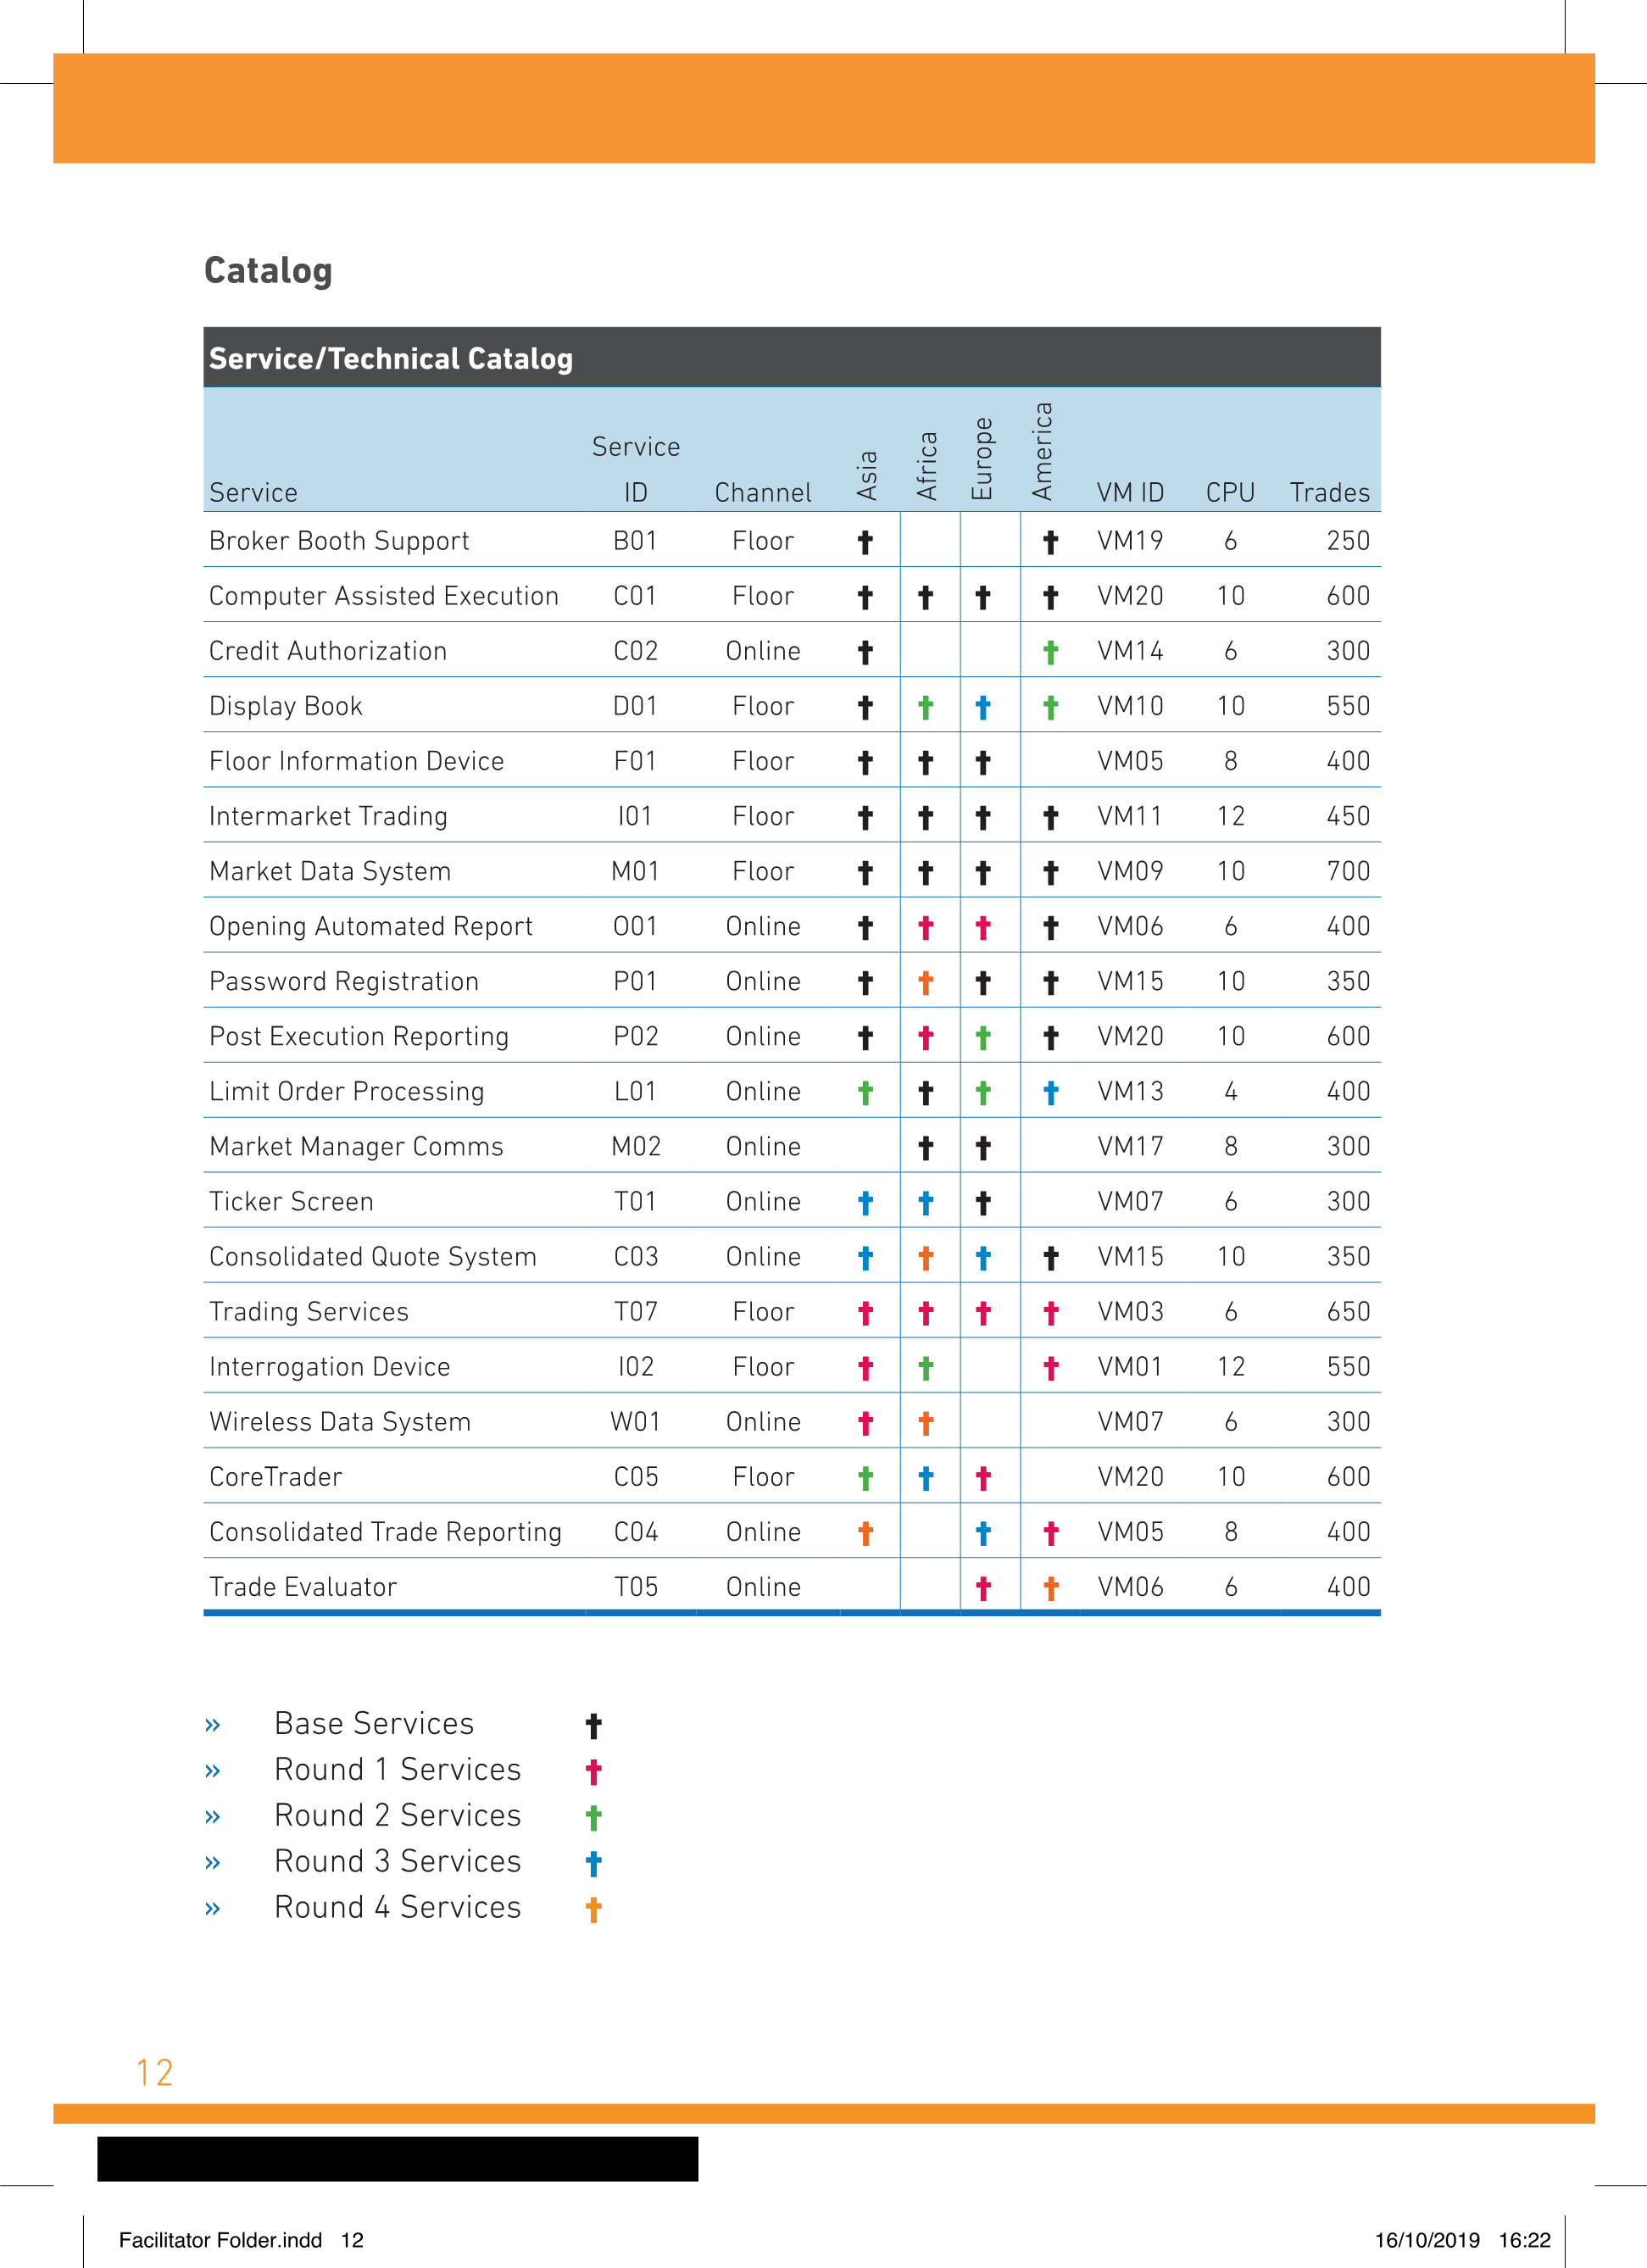 Catalog
Service/Technical Catalog
Service Service ID Channel Asia Africa Europe America VM ID CPU Trades
Broker Booth Support B01 Floor ✝ ✝ VM19 6 250
Computer Assisted Execution C01 Floor ✝ ✝ ✝ ✝ VM20 10 600
Credit Authorization C02 Online ✝ ✝ VM14 6 300
Display Book D01 Floor ✝ ✝ ✝ ✝ VM10 10 550
Floor Information Device F01 Floor ✝ ✝ ✝ VM05 8 400
Intermarket Trading I01 Floor ✝ ✝ ✝ ✝ VM11 12 450
Market Data System M01 Floor ✝ ✝ ✝ ✝ VM09 10 700
Opening Automated Report O01 Online ✝ ✝ ✝ ✝ VM06 6 400
Password Registration P01 Online ✝ ✝ ✝ ✝ VM15 10 350
Post Execution Reporting P02 Online ✝ ✝ ✝ ✝ VM20 10 600
Limit Order Processing L01 Online ✝ ✝ ✝ ✝ VM13 4 400
Market Manager Comms M02 Online ✝ ✝ VM17 8 300
Ticker Screen T01 Online ✝ ✝ ✝ VM07 6 300
Consolidated Quote System C03 Online ✝ ✝ ✝ ✝ VM15 10 350
Trading Services T07 Floor ✝ ✝ ✝ ✝ VM03 6 650
Interrogation Device I02 Floor ✝ ✝ ✝ VM01 12 550
Wireless Data System W01 Online ✝ ✝ VM07 6 300
CoreTrader C05 Floor ✝ ✝ ✝ VM20 10 600
Consolidated Trade Reporting C04 Online ✝ ✝ ✝ VM05 8 400
Trade Evaluator T05 Online ✝ ✝ VM06 6 400
» Base Services ✝
» Round 1 Services ✝
» Round 2 Services ✝
» Round 3 Services ✝
» Round 4 Services ✝
12
Facilitator Folder.indd 12 16/10/2019 16:22